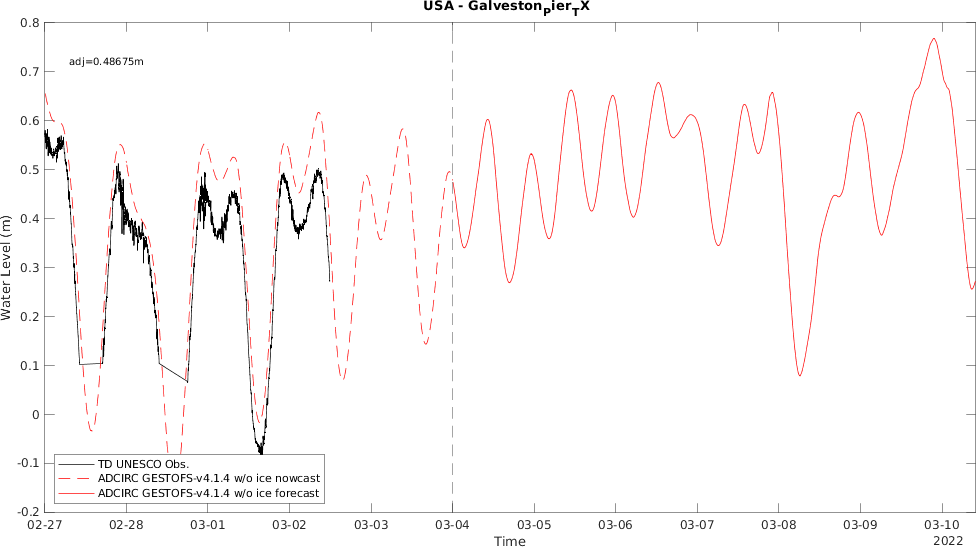 USA - GalvestonPierTX
0.8
0.7
0.6
0.5
0.4
0.3
0.2
0.1
0
-0.1
-0.2
Water Level (m)
adj=0.48675m
TD UNESCO Obs.
ADCIRC GESTOFS-v4.1.4 w/o ice nowcast
ADCIRC GESTOFS-v4.1.4 w/o ice forecast
02-27 02-28 03-01 03-02 03-03 03-04 03-05 03-06 03-07 03-08 03-09 03-10
Time
2022